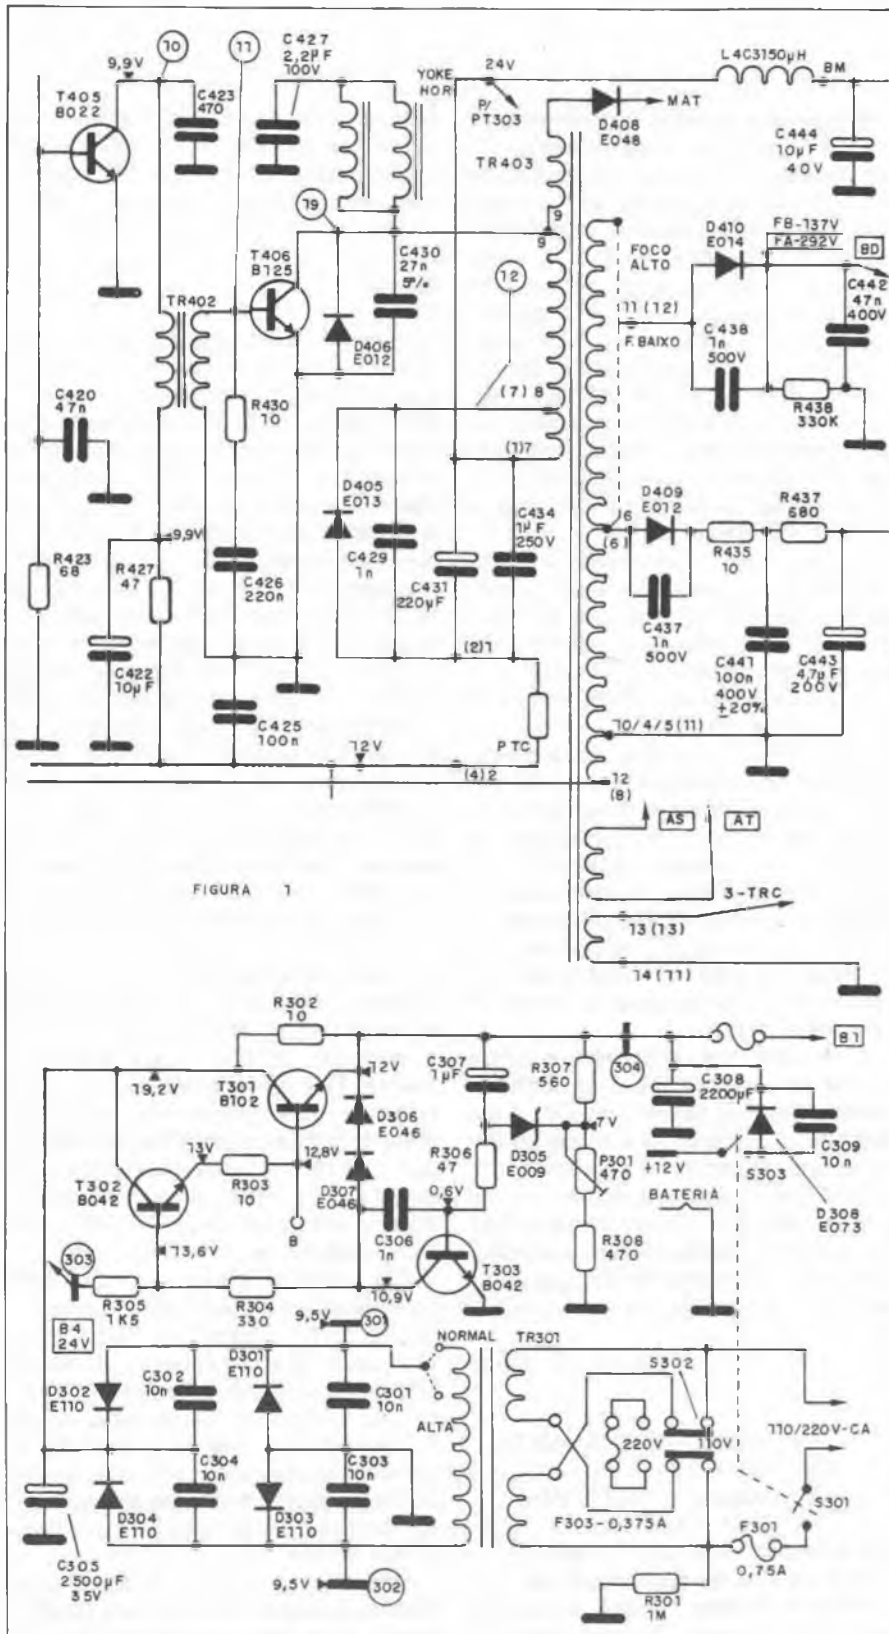 10
11
C427
2,2µF
100V
9,9V
T405
B022
C423
470
YOKE
HOR
24V
P/
PT303
L4C3150µH
BM
D408
E048
MAT
C444
10µF
40V
TR403
9
9
19
T406
B125
C430
27n
5%
12
FOCO
ALTO
D410
E014
FB-137V
FA-292V
BD
C442
47n
400V
TR402
D406
E012
11 (12)
F. BAIXO
C438
1n
500V
R438
330K
C420
47n
R430
10
(7) 8
(1)7
D405
E013
C429
1n
C434
1µF
250V
C431
220µF
6
(6)
D409
E012
R435
10
R437
680
C437
1n
500V
C441
100n
400V
±20%
C443
4,7µF
200V
R423
68
R427
47
9,9V
C426
220n
C422
10µF
C425
100n
(2)1
PTC
12V
(4)2
10/4/5(11)
12
(8)
AS
AT
3-TRC
13 (13)
14 (11)
FIGURA 1
R302
10
19,2V
T301
B102
12V
C307
1µF
R307
560
304
B1
C308
2200µF
D306
E046
D305
E009
7V
C309
10n
T302
B042
13V
R303
10
12,8V
D307
E046
R306
47
P301
470
+12V
S303
BATERIA
D308
E073
B
0,6V
C306
1n
T303
B042
R308
470
13,6V
303
R305
1K5
R304
330
10,9V
B4
24V
9,5V
301
NORMAL
TR301
S302
D302
E110
C302
10n
D301
E110
C301
10n
ALTA
220V
110V
110/220V-CA
D304
E110
C304
10n
D303
E110
C303
10n
F303-0,375A
S301
F301
0,75A
C305
2500µF
35V
9,5V
302
R301
1M